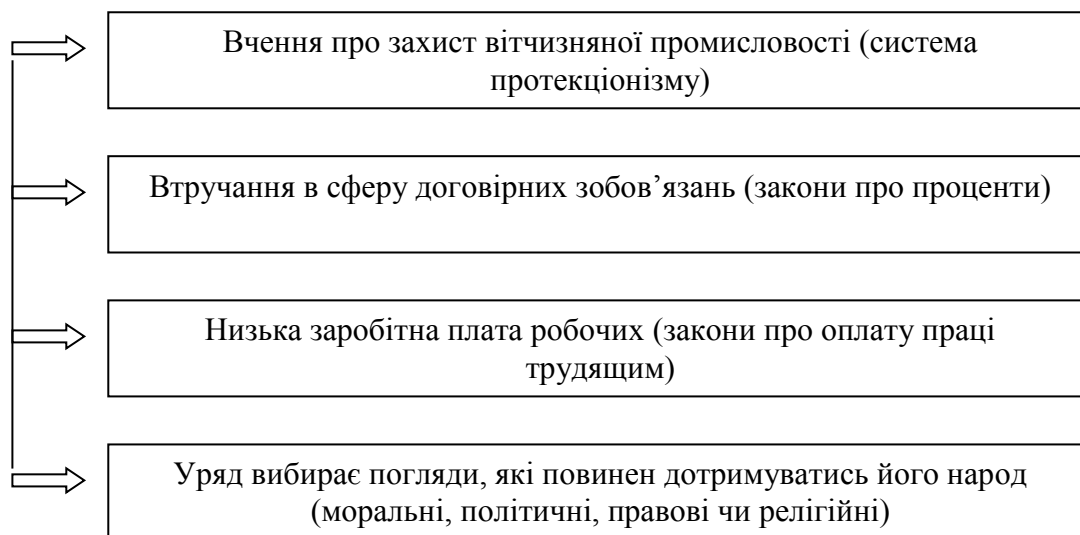 Вчення про захист вітчизняної промисловості (система
протекціонізму)
Втручання в сферу договірних зобов’язань (закони про проценти)
Низька заробітна плата робочих (закони про оплату праці
трудящим)
Уряд вибирає погляди, які повинен дотримуватись його народ
(моральні, політичні, правові чи релігійні)